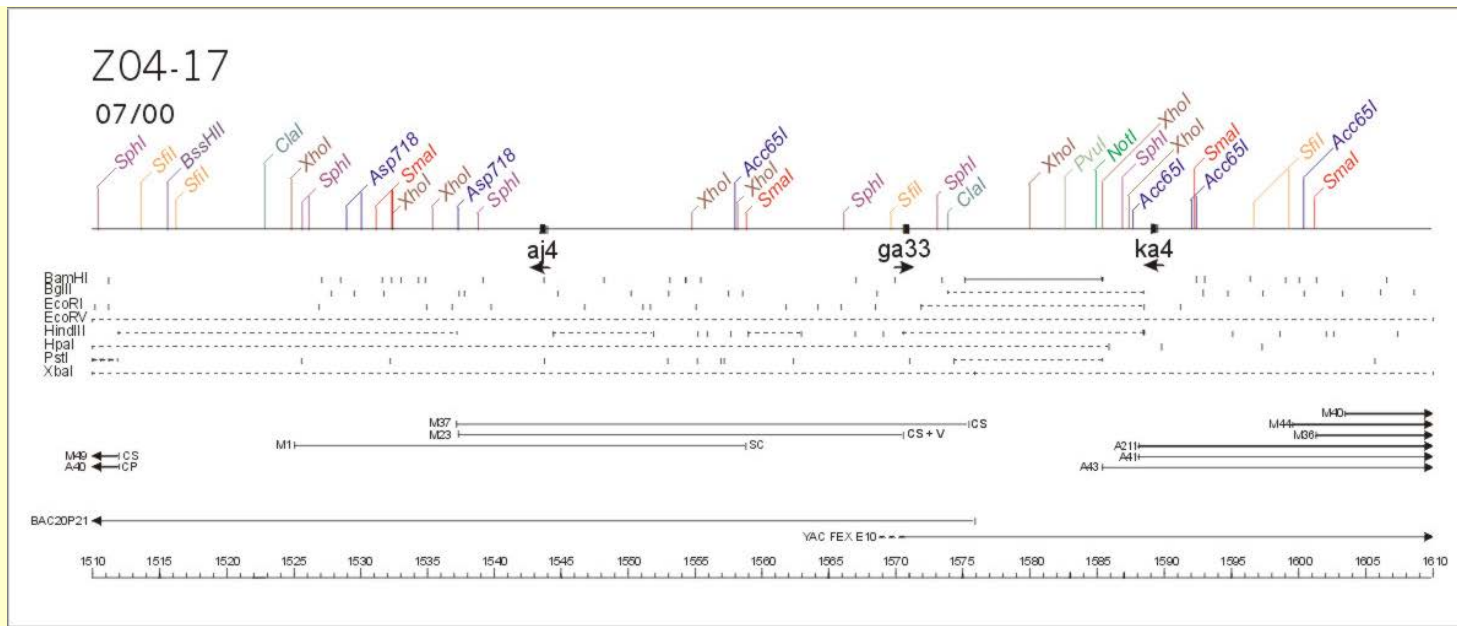 Z04-17
07/00
SphI
SfiI
BssHII
SfiI
ClaI
XhoI
SphI
Asp718
SmaI
XhoI
XhoI
Asp718
SphI
XhoI
Acc65I
XhoI
SmaI
SphI
SfiI
SphI
ClaI
XhoI
PvuI
NotI
XhoI
SphI
XhoI
Acc65I
SmaI
Acc65I
SfiI
Acc65I
SmaI
aj4
ga33
ka4
BamHI
BglII
EcoRI
EcoRV
HindIII
HpaI
PstI
XbaI
M40
M37 CS
M44
M23 CS + V
M36
M1 SC
A211
M49 CS
A41
A40 CP
A43
BAC20P21
YAC FEX E10
1510 1515 1520 1525 1530 1535 1540 1545 1550 1555 1560 1565 1570 1575 1580 1585 1590 1595 1600 1605 1610